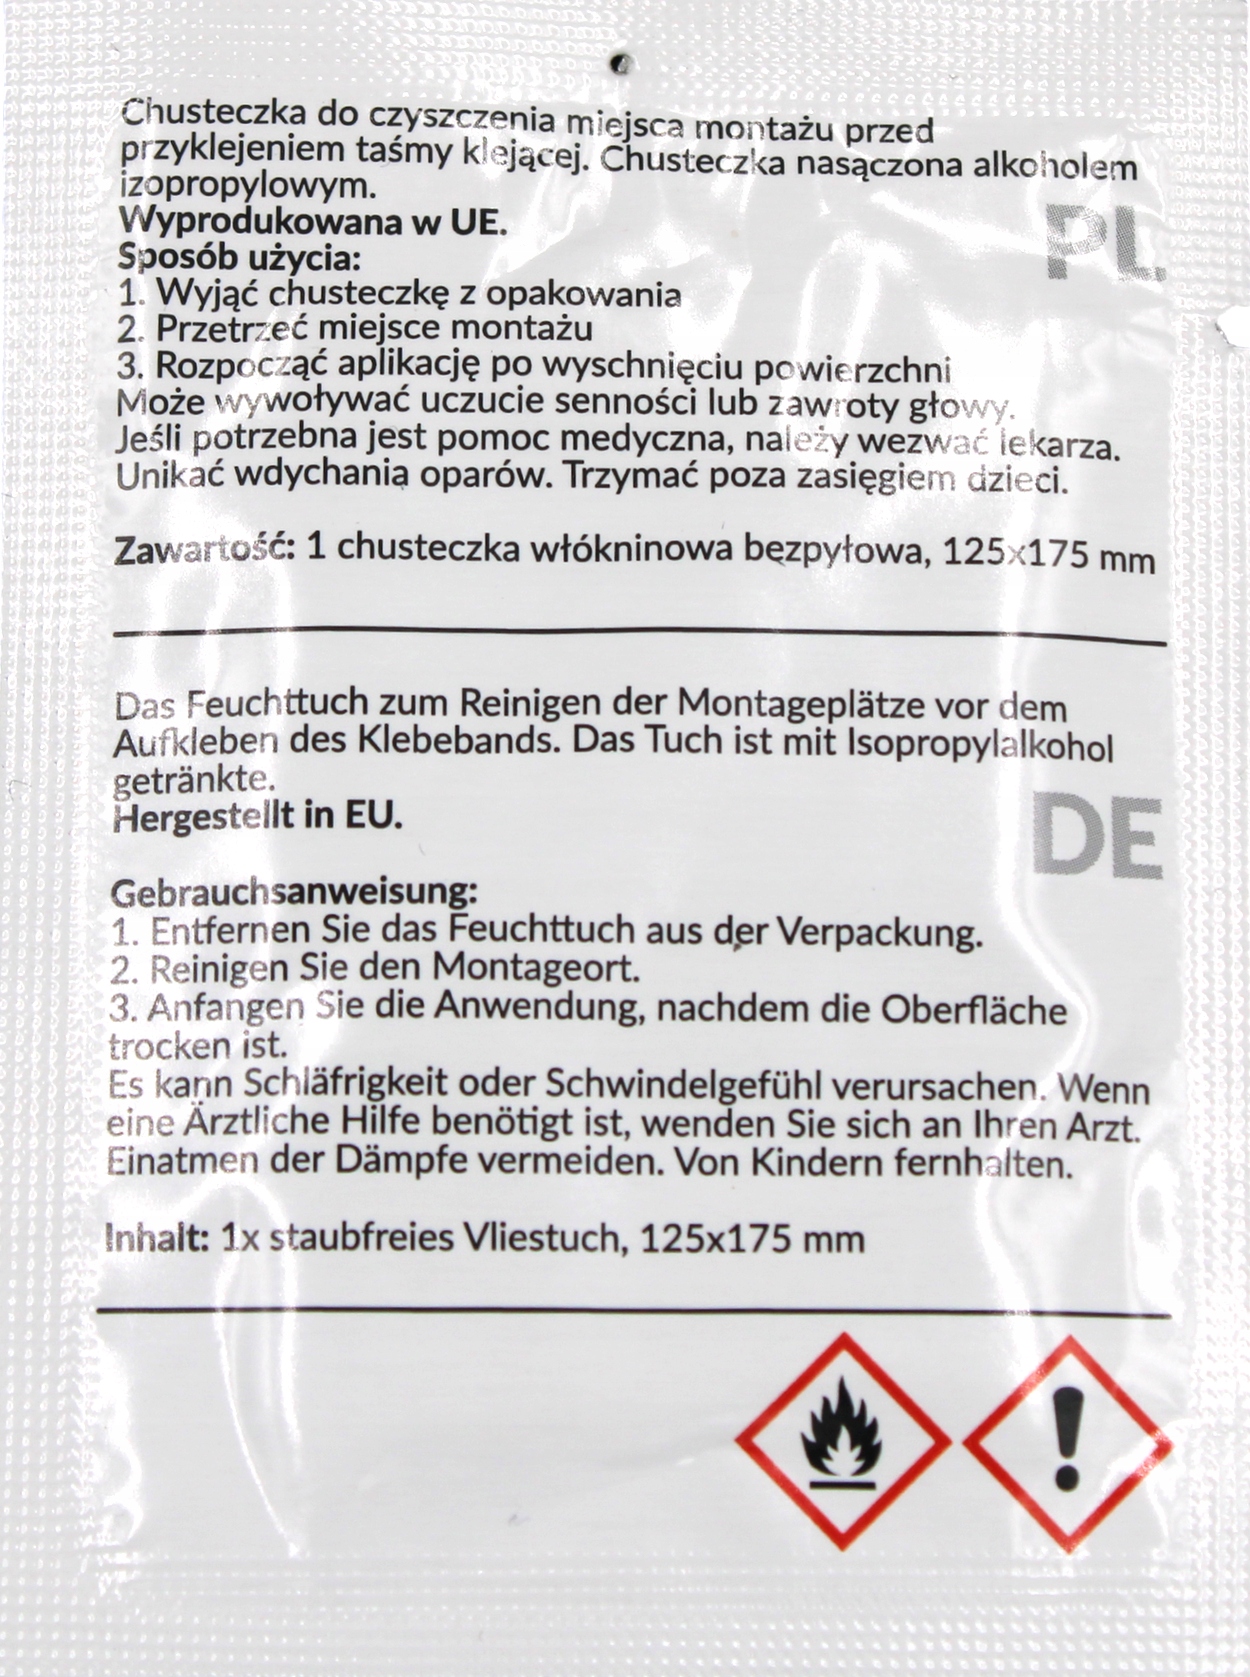 Chusteczka do czyszczenia miejsca montażu przed
przyklejeniem taśmy klejącej. Chusteczka nasączona alkoholem
izopropylowym.
PL
Wyprodukowana w UE.
Sposób użycia:
1. Wyjąć chusteczkę z opakowania
2. Przetrzeć miejsce montażu
3. Rozpocząć aplikację po wyschnięciu powierzchni
Może wywoływać uczucie senności lub zawroty głowy.
Jeśli potrzebna jest pomoc medyczna, należy wezwać lekarza.
Unikać wdychania oparów. Trzymać poza zasięgiem dzieci.
Zawartość: 1 chusteczka włókninowa bezpyłowa, 125x175 mm
Das Feuchttuch zum Reinigen der Montageplätze vor dem
Aufkleben des Klebebands. Das Tuch ist mit Isopropylalkohol
getränkte.
Hergestellt in EU.
DE
Gebrauchsanweisung:
1. Entfernen Sie das Feuchttuch aus der Verpackung.
2. Reinigen Sie den Montageort.
3. Anfangen Sie die Anwendung, nachdem die Oberfläche
trocken ist.
Es kann Schläfrigkeit oder Schwindelgefühl verursachen. Wenn
eine Ärztliche Hilfe benötigt ist, wenden Sie sich an Ihren Arzt.
Einatmen der Dämpfe vermeiden. Von Kindern fernhalten.
Inhalt: 1x staubfreies Vliestuch, 125x175 mm